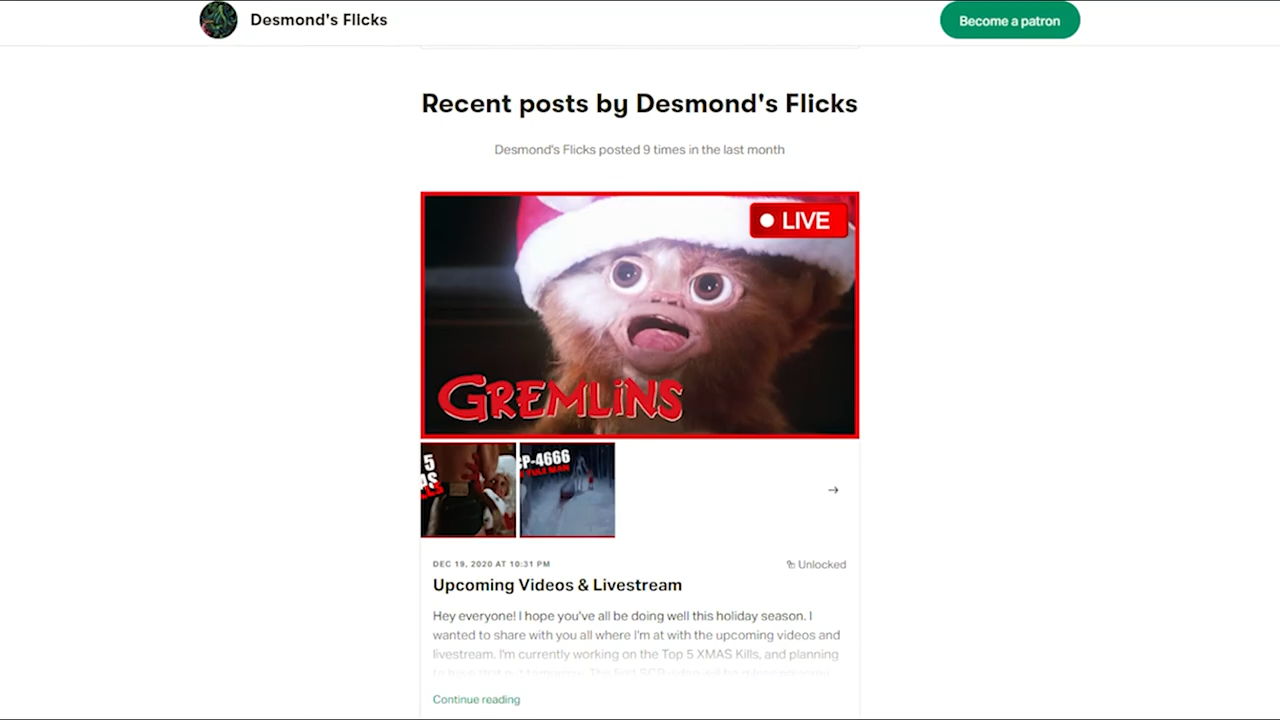 Desmond's Flicks
Become a patron
Recent posts by Desmond's Flicks
Desmond's Flicks posted 9 times in the last month
LIVE
GREMLINS
5
CP-4666
YULE MAN
DEC 19, 2020 AT 10:31 PM
Unlocked
Upcoming Videos & Livestream
Hey everyone! I hope you've all be doing well this holiday season. I
wanted to share with you all where I'm at with the upcoming videos and
livestream. I'm currently working on the Top 5 XMAS Kills, and planning
Continue reading